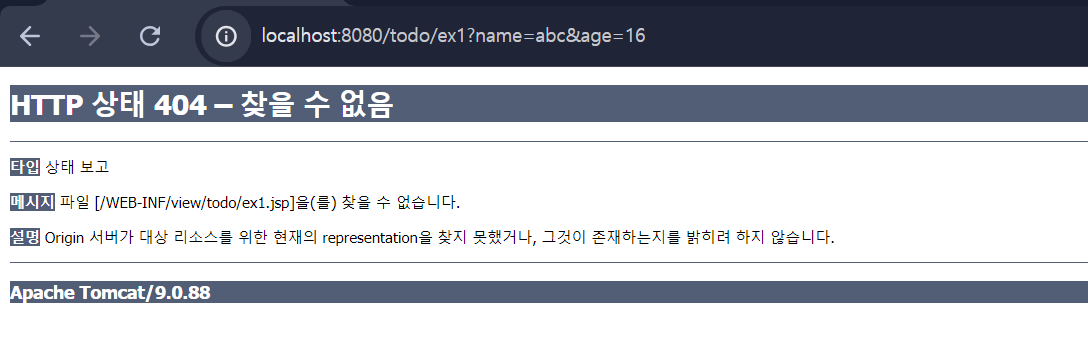 localhost:8080/todo/ex1?name=abc&age=16
HTTP 상태 404 – 찾을 수 없음
타입 상태 보고
메시지 파일 [/WEB-INF/view/todo/ex1.jsp]을(를) 찾을 수 없습니다.
설명 Origin 서버가 대상 리소스를 위한 현재의 representation을 찾지 못했거나, 그것이 존재하는지를 밝히려 하지 않습니다.
Apache Tomcat/9.0.88